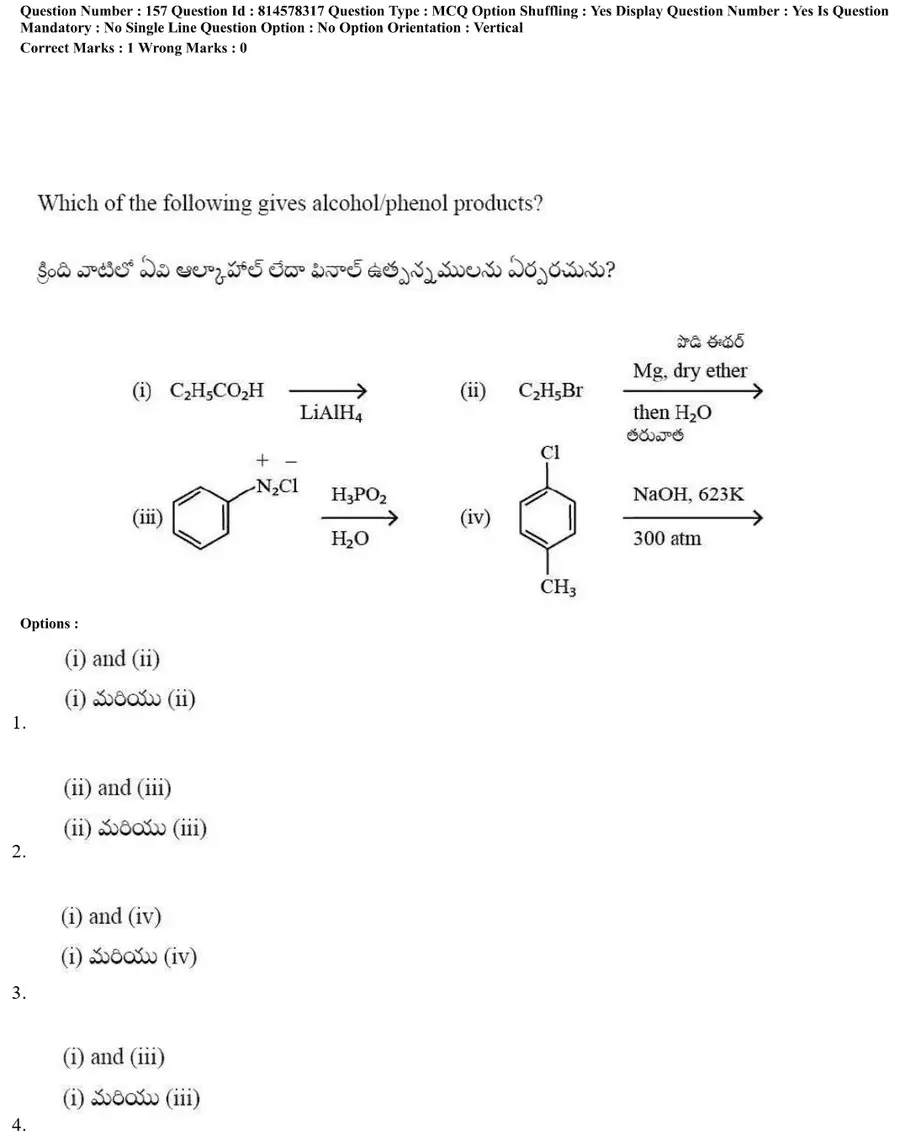 Question Number : 157 Question Id : 814578317 Question Type : MCQ Option Shuffling : Yes Display Question Number : Yes Is Question
Mandatory : No Single Line Question Option : No Option Orientation : Vertical
Correct Marks : 1 Wrong Marks : 0
Which of the following gives alcohol/phenol products?
క్రింది వాటిలో ఏవి ఆల్కాహాల్ లేదా ఫినాల్ ఉత్పన్నములను ఏర్పరచును?
(i) C₂H₅CO₂H
LiAlH₄
(ii) C₂H₅Br
పొడి ఈథర్
Mg, dry ether
then H₂O
తరువాత
(iii)
+ −
N₂Cl
H₃PO₂
H₂O
(iv)
Cl
CH₃
NaOH, 623K
300 atm
Options :
(i) and (ii)
(i) మరియు (ii)
1.
(ii) and (iii)
(ii) మరియు (iii)
2.
(i) and (iv)
(i) మరియు (iv)
3.
(i) and (iii)
(i) మరియు (iii)
4.